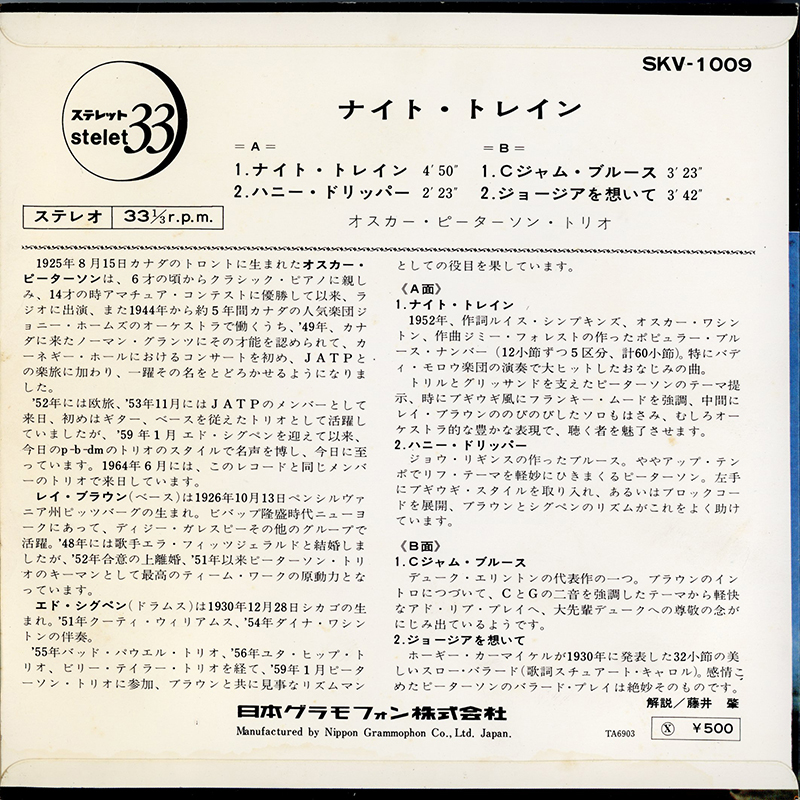 SKV-1009
ステレット
stelet 33
ナイト・トレイン
=A=
1.ナイト・トレイン 4′50″
2.ハニー・ドリッパー 2′23″
=B=
1.Cジャム・ブルース 3′23″
2.ジョージアを想いて 3′42″
ステレオ 33⅓r.p.m.
オスカー・ピーターソン・トリオ
1925年8月15日カナダのトロントに生まれたオスカー・
ピーターソンは、6才の頃からクラシック・ピアノに親し
み、14才の時アマチュア・コンテストに優勝して以来、ラ
ジオに出演、また1944年から約5年間カナダの人気楽団ジ
ョニー・ホームズのオーケストラで働くうち、'49年、カナ
ダに来たノーマン・グランツにその才能を認められて、カ
ーネギー・ホールにおけるコンサートを初め、JATPと
の楽旅に加わり、一躍その名をとどろかせるようになりま
した。
'52年には欧旅、'53年11月にはJATPのメンバーとして
来日、初めはギター、ベースを従えたトリオとして活躍し
ていましたが、'59年1月エド・シグペンを迎えて以来、
今日のp-b-dmのトリオのスタイルで名声を博し、今日に至
っています。1964年6月には、このレコードと同じメンバ
ーのトリオで来日しています。
レイ・ブラウン(ベース)は1926年10月13日ペンシルヴァ
ニア州ピッツバーグの生まれ。ビバップ隆盛時代ニューヨ
ークにあって、ディジー・ガレスピーその他のグループで
活躍。'48年には歌手エラ・フィッツジェラルドと結婚しま
したが、'52年合意の上離婚、'51年以来ピーターソン・トリ
オのキーマンとして最高のティーム・ワークの原動力とな
っています。
エド・シグペン(ドラムス)は1930年12月28日シカゴの生
まれ。'51年クーティ・ウィリアムス、'54年ダイナ・ワシン
トンの伴奏。
'55年バッド・パウエル・トリオ、'56年ユタ・ヒップ・ト
リオ、ビリー・テイラー・トリオを経て、'59年1月ピータ
ーソン・トリオに参加、ブラウンと共に見事なリズムマン
としての役目を果しています。
《A面》
1.ナイト・トレイン
1952年、作詞ルイス・シンプキンズ、オスカー・ワシン
トン、作曲ジミー・フォレストの作ったポピュラー・ブル
ース・ナンバー(12小節ずつ5区分、計60小節)。特にバデ
ィ・モロウ楽団の演奏で大ヒットしたおなじみの曲。
トリルとグリッサンドを支えたピーターソンのテーマ提
示、時にブギウギ風にフランキー・ムードを強調、中間に
レイ・ブラウンののびのびしたソロもはさみ、むしろオー
ケストラ的な豊かな表現で、聴く者を魅了させます。
2.ハニー・ドリッパー
ジョウ・リギンスの作ったブルース。ややアップ・テン
ポでリフ・テーマを軽妙にひきまくるピーターソン。左手
にブギウギ・スタイルを取り入れ、あるいはブロックコー
ドを展開、ブラウンとシグペンのリズムがこれをよく助け
ています。
《B面》
1.Cジャム・ブルース
デューク・エリントンの代表作の一つ。ブラウンのイン
トロにつづいて、CとGの二音を強調したテーマから軽快
なアド・リブ・プレイへ、大先輩デュークへの尊敬の念が
にじみ出ているようです。
2.ジョージアを想いて
ホーギー・カーマイケルが1930年に発表した32小節の美
しいスロー・バラード(歌詞スチュアート・キャロル)。感情こ
めたピーターソンのバラード・プレイは絶妙そのものです。
解説/藤井 肇
日本グラモフォン株式会社
Manufactured by Nippon Grammophon Co., Ltd. Japan.
TA6903
Ⓧ ¥500